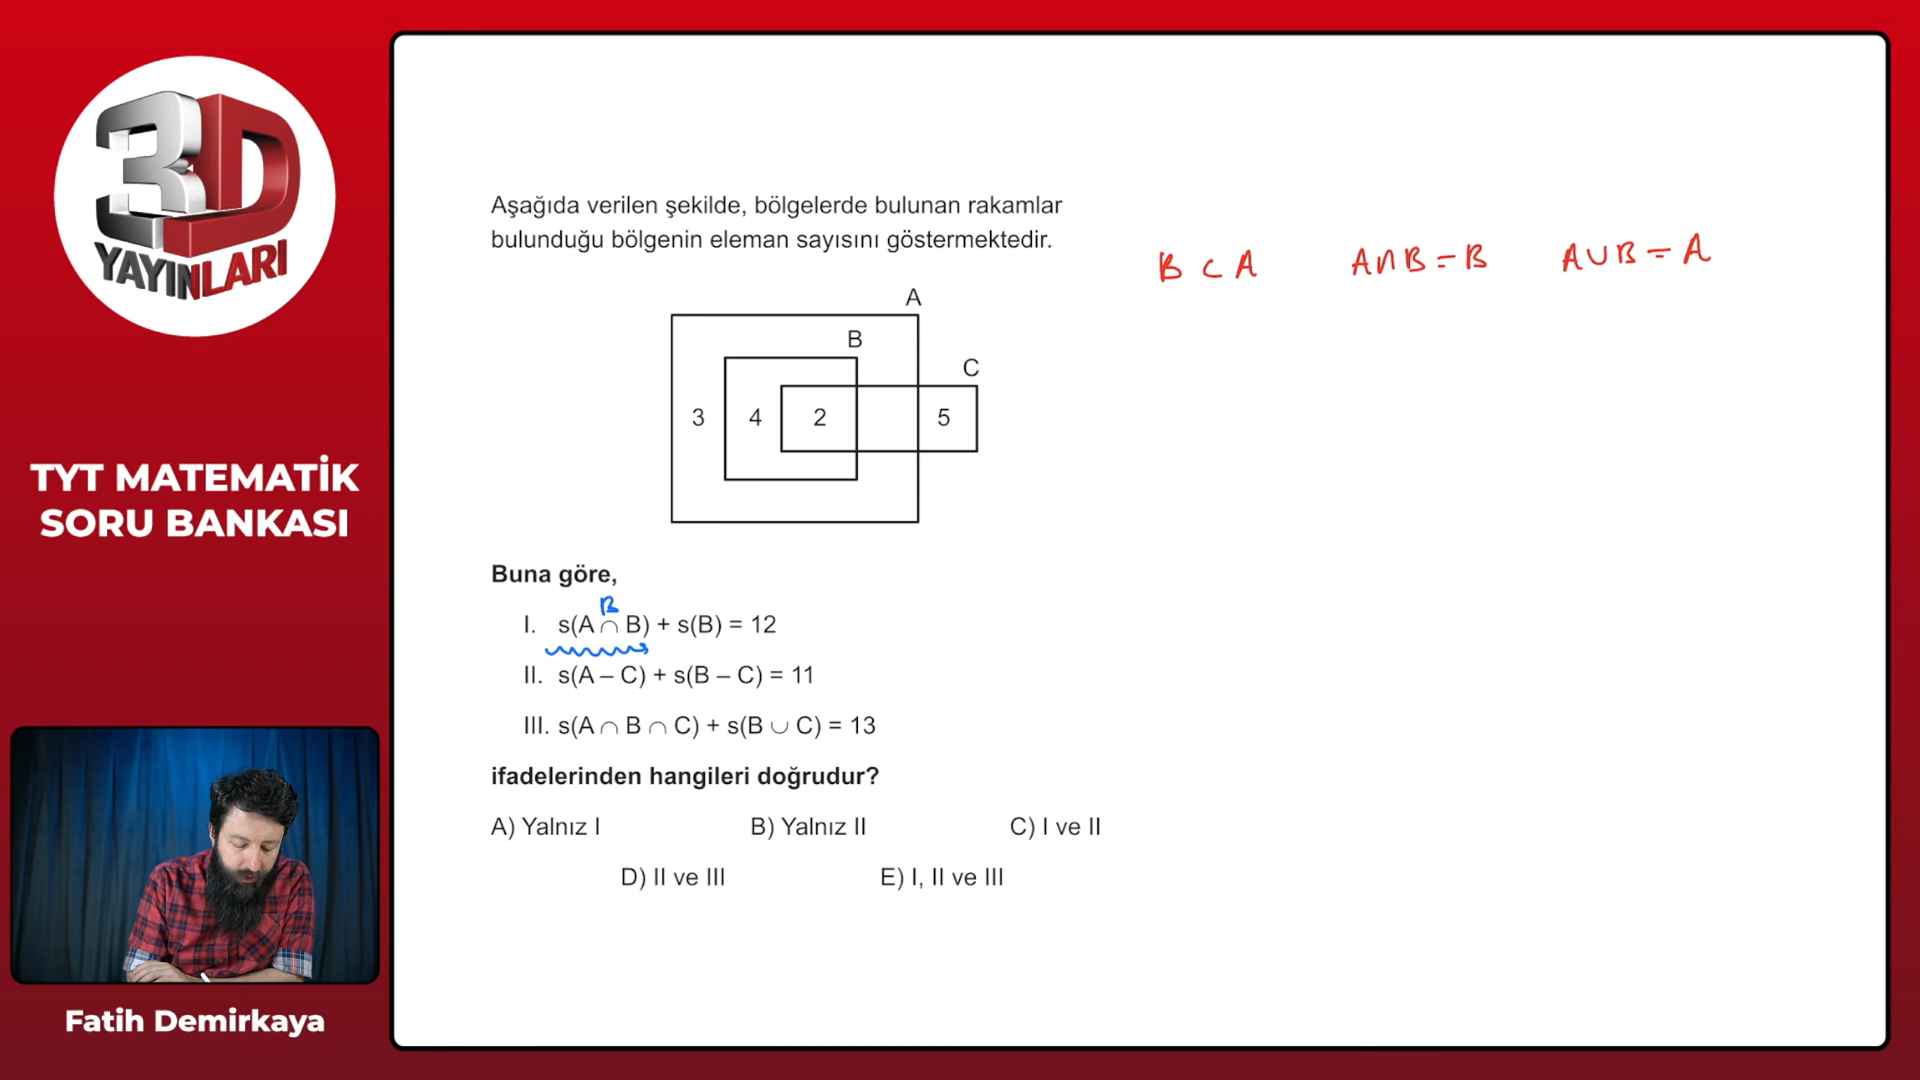 3D
YAYINLARI
TYT MATEMATİK
SORU BANKASI
Fatih Demirkaya
Aşağıda verilen şekilde, bölgelerde bulunan rakamlar
bulunduğu bölgenin eleman sayısını göstermektedir.
A
B
C
3 4 2 5
B ⊂ A A∩B = B A∪B = A
Buna göre,
B
I. s(A ∩ B) + s(B) = 12
II. s(A – C) + s(B – C) = 11
III. s(A ∩ B ∩ C) + s(B ∪ C) = 13
ifadelerinden hangileri doğrudur?
A) Yalnız I B) Yalnız II C) I ve II
D) II ve III E) I, II ve III